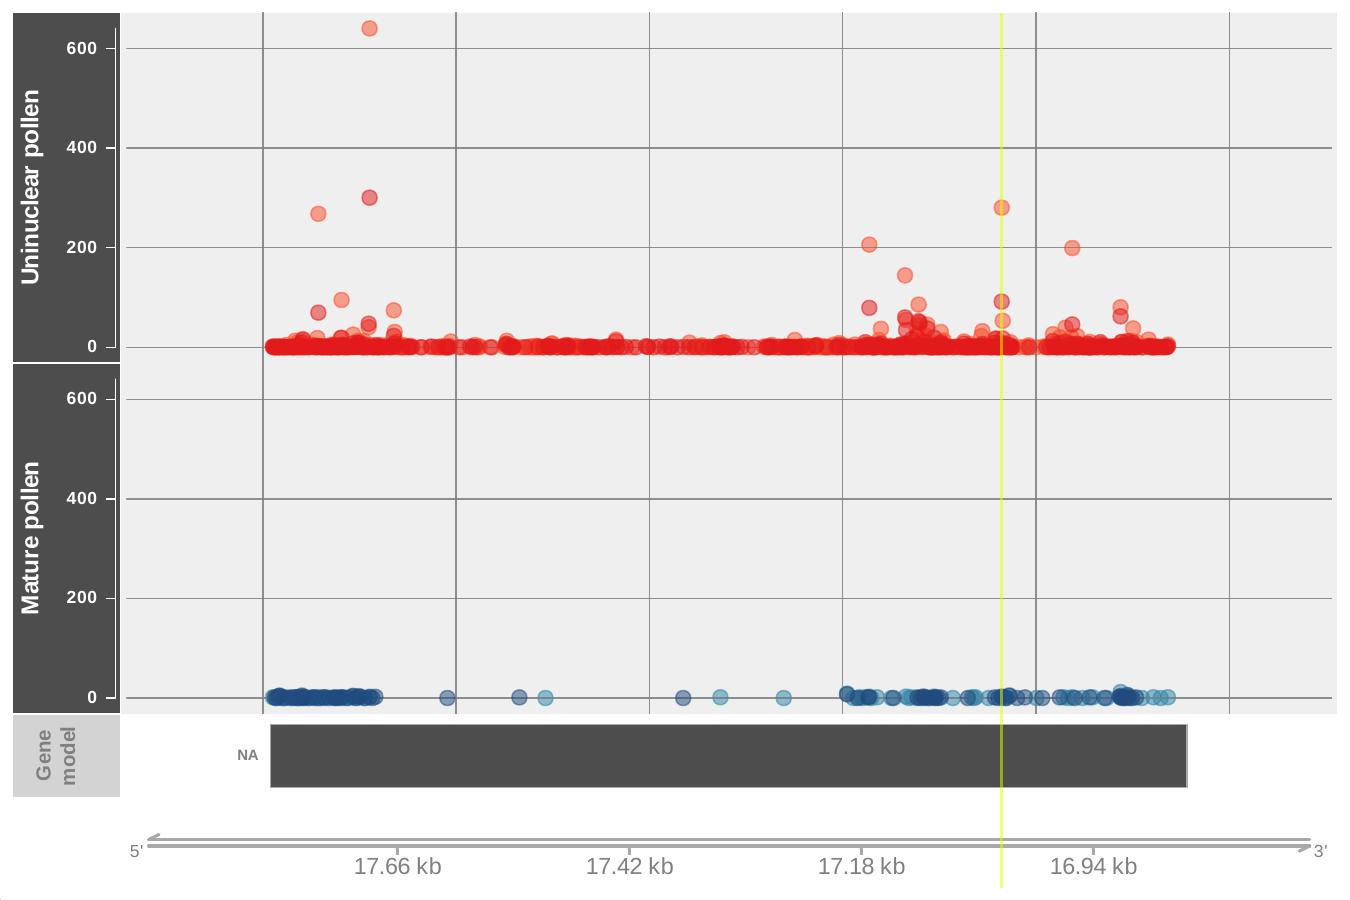 Uninuclear pollen
600
400
200
0
Mature pollen
600
400
200
0
Gene
model
NA
5'
3'
17.66 kb
17.42 kb
17.18 kb
16.94 kb